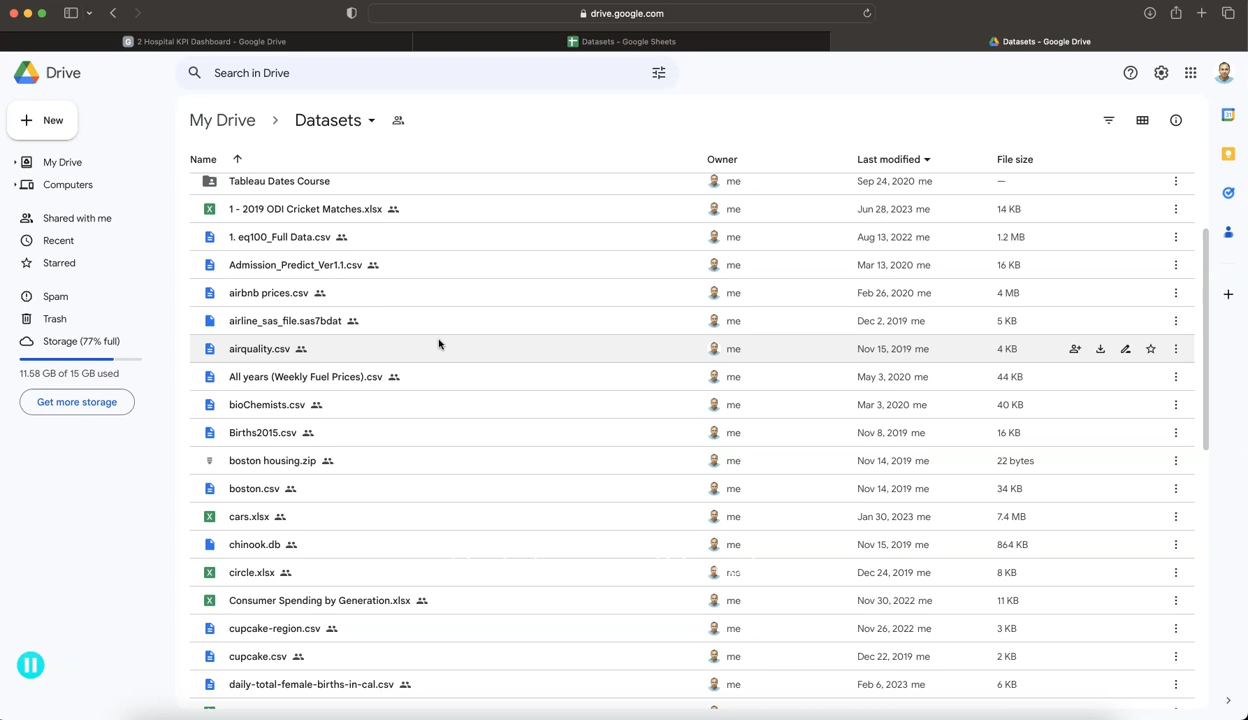 drive.google.com
2 Hospital KPI Dashboard - Google Drive
Datasets - Google Sheets
Datasets - Google Drive
Drive
Search in Drive
New
My Drive
Computers
Shared with me
Recent
Starred
Spam
Trash
Storage (77% full)
11.58 GB of 15 GB used
Get more storage
My Drive > Datasets
Name Owner Last modified File size
Tableau Dates Course me Sep 24, 2020 me —
1 - 2019 ODI Cricket Matches.xlsx me Jun 28, 2023 me 14 KB
1. eq100_Full Data.csv me Aug 13, 2022 me 1.2 MB
Admission_Predict_Ver1.1.csv me Mar 13, 2020 me 16 KB
airbnb prices.csv me Feb 26, 2020 me 4 MB
airline_sas_file.sas7bdat me Dec 2, 2019 me 5 KB
airquality.csv me Nov 15, 2019 me 4 KB
All years (Weekly Fuel Prices).csv me May 3, 2020 me 44 KB
bioChemists.csv me Mar 3, 2020 me 40 KB
Births2015.csv me Nov 8, 2019 me 16 KB
boston housing.zip me Nov 14, 2019 me 22 bytes
boston.csv me Nov 14, 2019 me 34 KB
cars.xlsx me Jan 30, 2023 me 7.4 MB
chinook.db me Nov 15, 2019 me 864 KB
circle.xlsx me Dec 24, 2019 me 8 KB
Consumer Spending by Generation.xlsx me Nov 30, 2022 me 11 KB
cupcake-region.csv me Nov 26, 2022 me 3 KB
cupcake.csv me Dec 22, 2019 me 2 KB
daily-total-female-births-in-cal.csv me Feb 6, 2023 me 6 KB